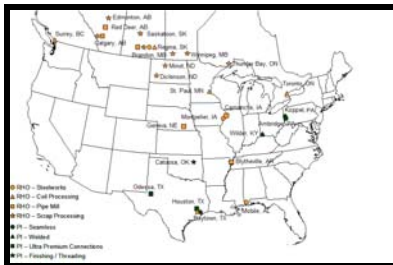 Edmonton, AB
Red Deer, AB
Surrey, BC
Calgary, AB
Saskatoon, SK
Regina, SK
Brandon, MB
Winnipeg, MB
Thunder Bay, ON
Minot, ND
Dickinson, ND
St. Paul, MN
Toronto, ON
Camanche, IA
Koppel, PA
Montpelier, IA
Ambridge
Geneva, NE
Wilder, KY
Catoosa, OK
Blytheville, AR
Odessa, TX
Houston, TX
Baytown, TX
Mobile, AL
RHO – Steelworks
RHO – Coil Processing
RHO – Pipe Mill
RHO – Scrap Processing
PI – Seamless
PI – Welded
PI – Ultra Premium Connections
PI – Finishing / Threading